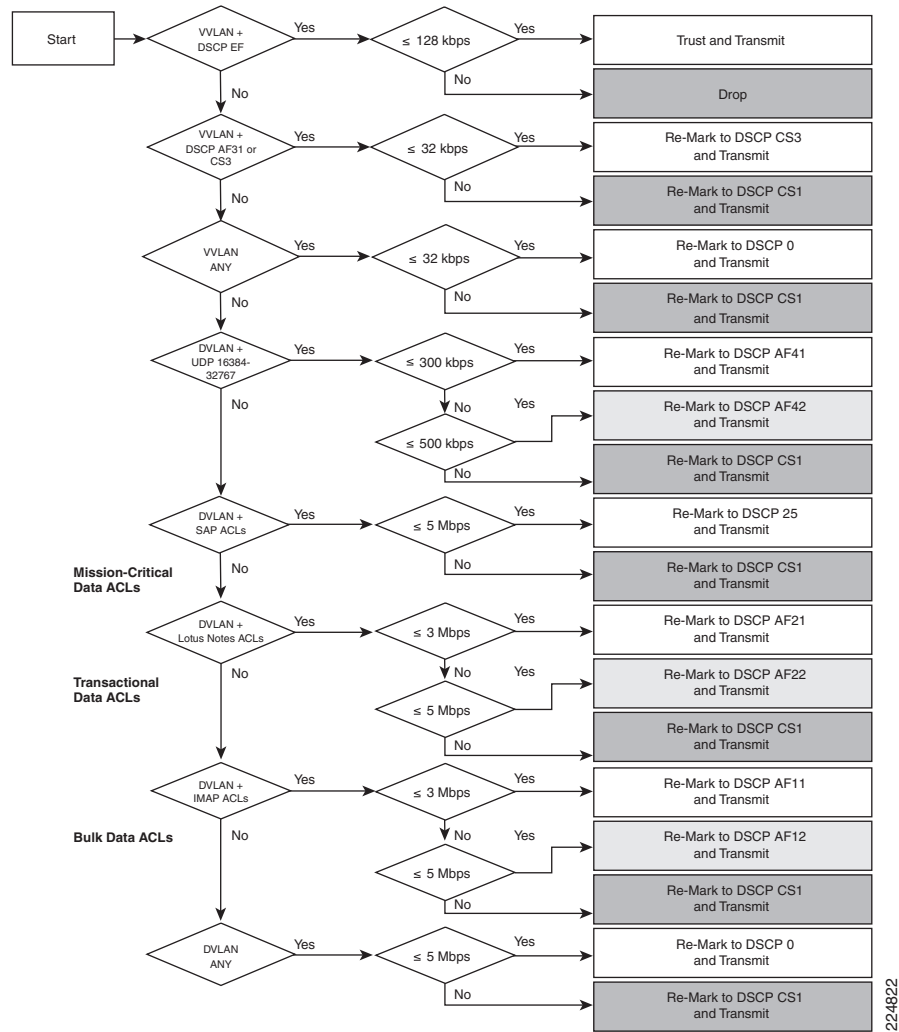 Start
VVLAN +
DSCP EF
Yes
≤ 128 kbps
Yes
Trust and Transmit
No
Drop
No
VVLAN +
DSCP AF31 or
CS3
Yes
≤ 32 kbps
Yes
Re-Mark to DSCP CS3
and Transmit
No
Re-Mark to DSCP CS1
and Transmit
No
VVLAN
ANY
Yes
≤ 32 kbps
Yes
Re-Mark to DSCP 0
and Transmit
No
Re-Mark to DSCP CS1
and Transmit
No
DVLAN +
UDP 16384-
32767
Yes
≤ 300 kbps
Yes
Re-Mark to DSCP AF41
and Transmit
No
No
≤ 500 kbps
Yes
Re-Mark to DSCP AF42
and Transmit
No
Re-Mark to DSCP CS1
and Transmit
DVLAN +
SAP ACLs
Yes
≤ 5 Mbps
Yes
Re-Mark to DSCP 25
and Transmit
No
Re-Mark to DSCP CS1
and Transmit
No
Mission-Critical
Data ACLs
DVLAN +
Lotus Notes ACLs
Yes
≤ 3 Mbps
Yes
Re-Mark to DSCP AF21
and Transmit
No
No
Transactional
Data ACLs
≤ 5 Mbps
Yes
Re-Mark to DSCP AF22
and Transmit
No
Re-Mark to DSCP CS1
and Transmit
DVLAN +
IMAP ACLs
Yes
≤ 3 Mbps
Yes
Re-Mark to DSCP AF11
and Transmit
No
No
Bulk Data ACLs
≤ 5 Mbps
Yes
Re-Mark to DSCP AF12
and Transmit
No
Re-Mark to DSCP CS1
and Transmit
DVLAN
ANY
Yes
≤ 5 Mbps
Yes
Re-Mark to DSCP 0
and Transmit
No
Re-Mark to DSCP CS1
and Transmit
224822